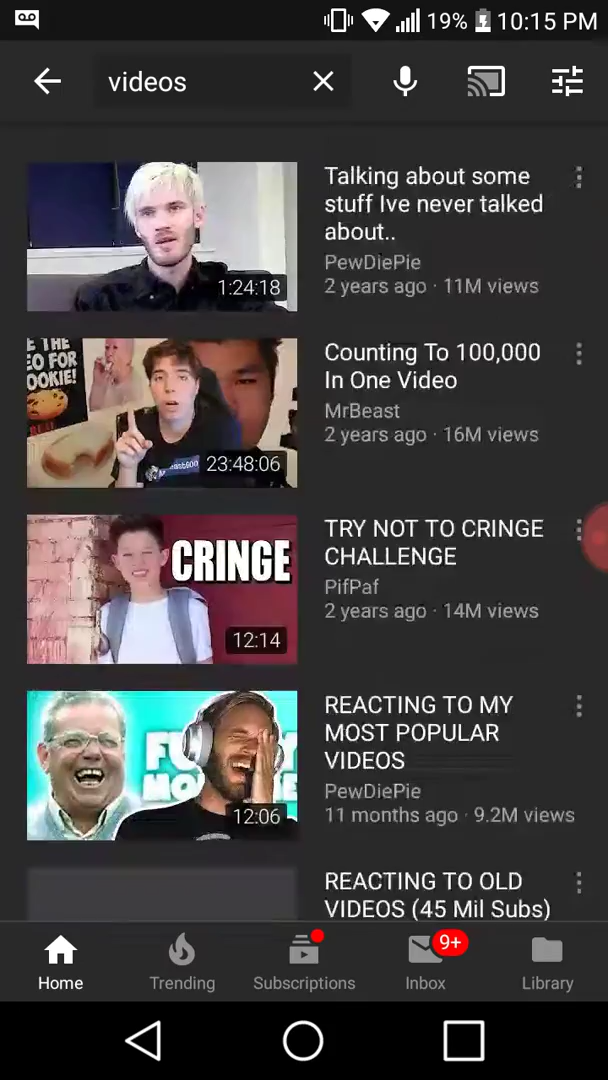 19% 10:15 PM
videos
1:24:18
Talking about some
stuff Ive never talked
about..
PewDiePie
2 years ago · 11M views
E THE
EO FOR
OOKIE!
23:48:06
Counting To 100,000
In One Video
MrBeast
2 years ago · 16M views
CRINGE
12:14
TRY NOT TO CRINGE
CHALLENGE
PifPaf
2 years ago · 14M views
12:06
REACTING TO MY
MOST POPULAR
VIDEOS
PewDiePie
11 months ago · 9.2M views
REACTING TO OLD
VIDEOS (45 Mil Subs)
9+
Home Trending Subscriptions Inbox Library